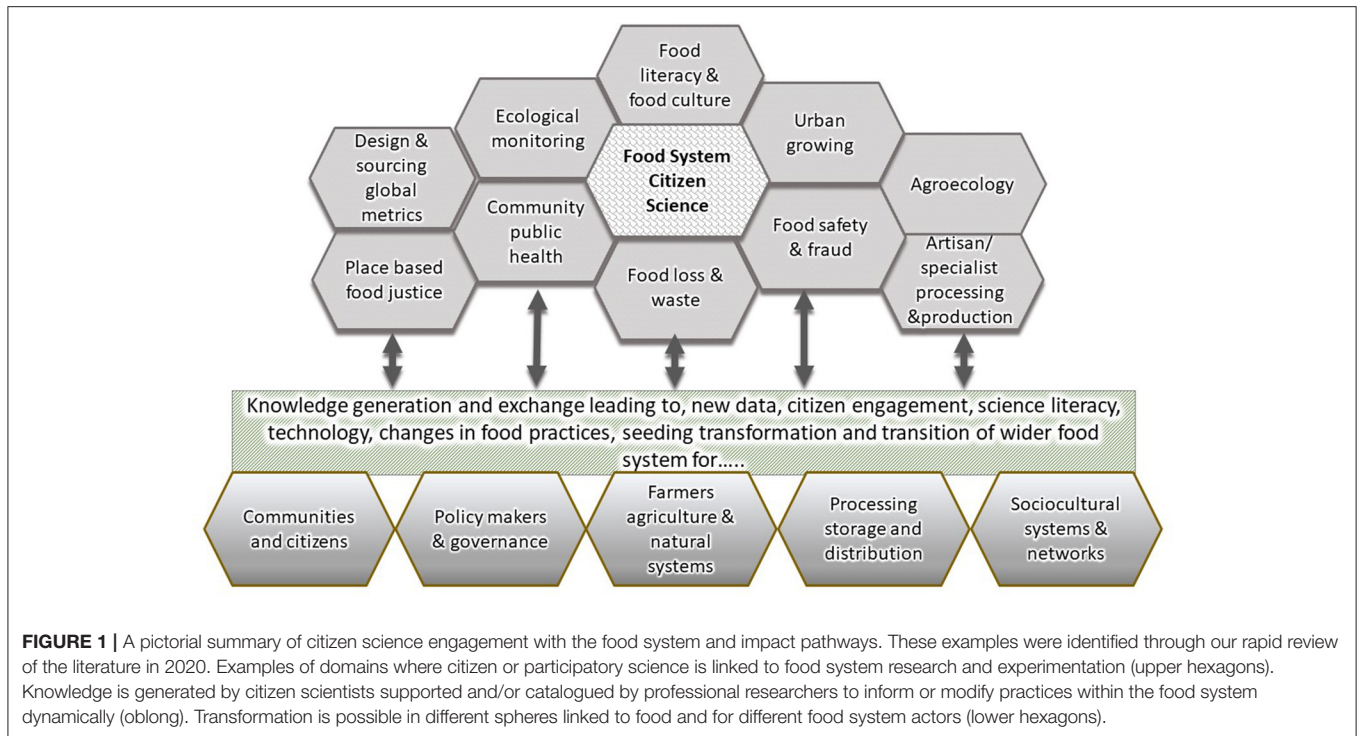 Food
literacy &
food culture
Ecological
monitoring
Urban
growing
Design &
sourcing
global
metrics
Food System
Citizen
Science
Agroecology
Community
public
health
Food safety
& fraud
Place based
food justice
Food loss &
waste
Artisan/
specialist
processing
&production
Knowledge generation and exchange leading to, new data, citizen engagement, science literacy,
technology, changes in food practices, seeding transformation and transition of wider food
system for.....
Communities
and citizens
Policy makers
& governance
Farmers
agriculture &
natural
systems
Processing
storage and
distribution
Sociocultural
systems &
networks
FIGURE 1 | A pictorial summary of citizen science engagement with the food system and impact pathways. These examples were identified through our rapid review
of the literature in 2020. Examples of domains where citizen or participatory science is linked to food system research and experimentation (upper hexagons).
Knowledge is generated by citizen scientists supported and/or catalogued by professional researchers to inform or modify practices within the food system
dynamically (oblong). Transformation is possible in different spheres linked to food and for different food system actors (lower hexagons).